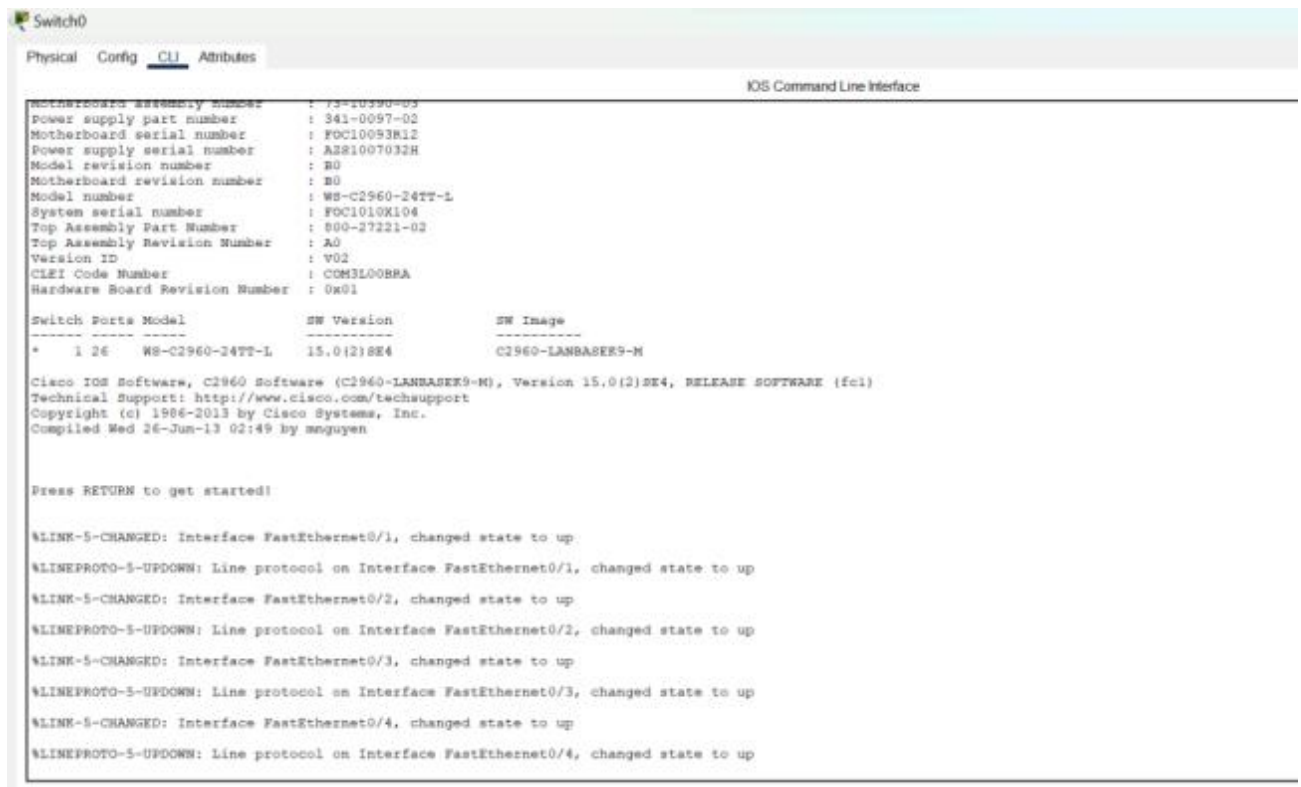 Switch0
Physical Config CLI Attributes
IOS Command Line Interface
Motherboard assembly number : 73-10390-03
Power supply part number : 341-0097-02
Motherboard serial number : FOC10093R12
Power supply serial number : AZS1007032H
Model revision number : B0
Motherboard revision number : B0
Model number : WS-C2960-24TT-L
System serial number : FOC1010X104
Top Assembly Part Number : 800-27221-02
Top Assembly Revision Number : A0
Version ID : V02
CLEI Code Number : COM3L00BRA
Hardware Board Revision Number : 0x01
Switch Ports Model SW Version SW Image
------ ----- ----- ---------- ----------
* 1 26 WS-C2960-24TT-L 15.0(2)SE4 C2960-LANBASEK9-M
Cisco IOS Software, C2960 Software (C2960-LANBASEK9-M), Version 15.0(2)SE4, RELEASE SOFTWARE (fc1)
Technical Support: http://www.cisco.com/techsupport
Copyright (c) 1986-2013 by Cisco Systems, Inc.
Compiled Wed 26-Jun-13 02:49 by mnguyen
Press RETURN to get started!
%LINK-5-CHANGED: Interface FastEthernet0/1, changed state to up
%LINEPROTO-5-UPDOWN: Line protocol on Interface FastEthernet0/1, changed state to up
%LINK-5-CHANGED: Interface FastEthernet0/2, changed state to up
%LINEPROTO-5-UPDOWN: Line protocol on Interface FastEthernet0/2, changed state to up
%LINK-5-CHANGED: Interface FastEthernet0/3, changed state to up
%LINEPROTO-5-UPDOWN: Line protocol on Interface FastEthernet0/3, changed state to up
%LINK-5-CHANGED: Interface FastEthernet0/4, changed state to up
%LINEPROTO-5-UPDOWN: Line protocol on Interface FastEthernet0/4, changed state to up